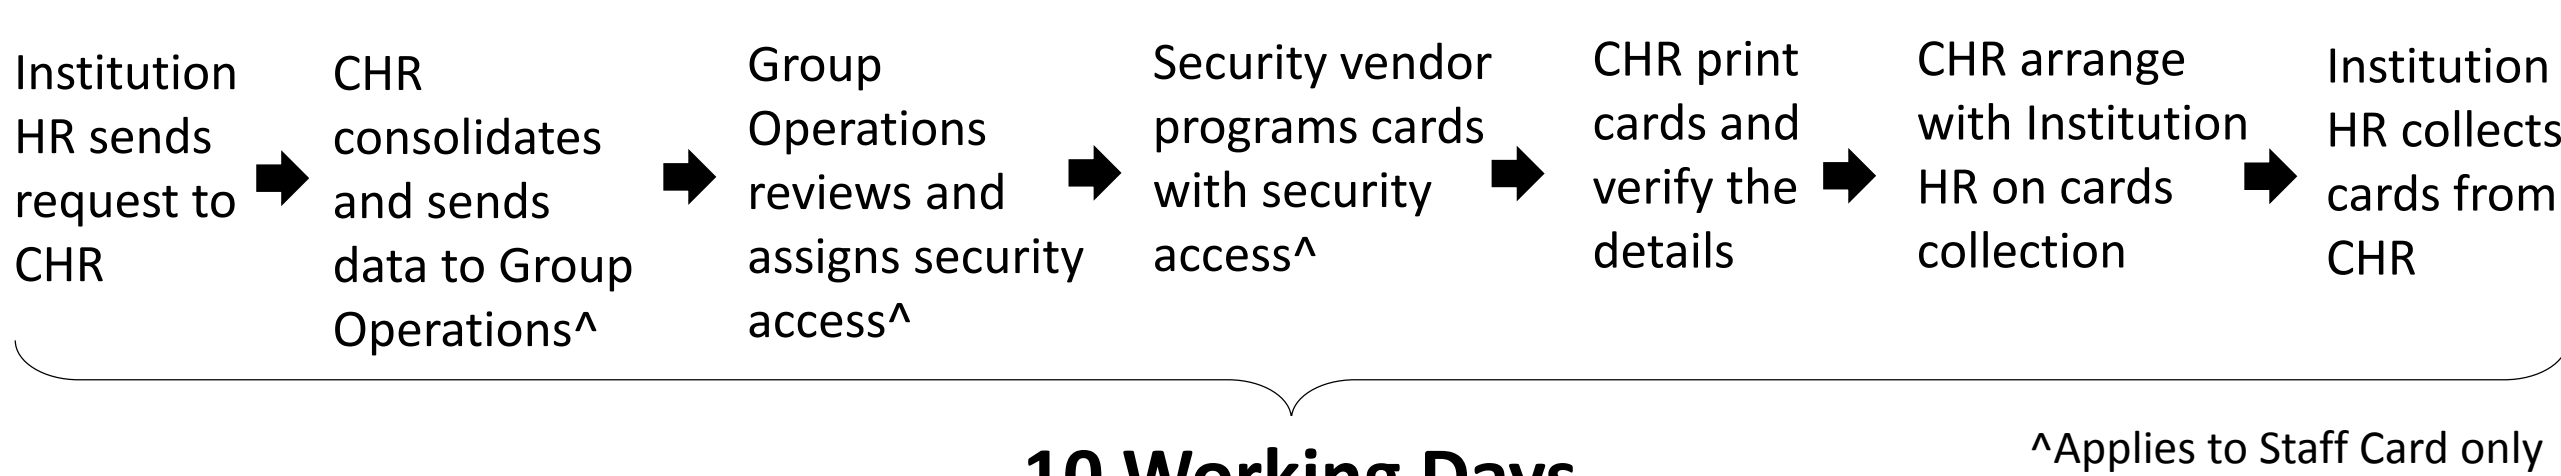 Institution
HR sends
request to
CHR
CHR
consolidates
and sends
data to Group
Operations^
Group
Operations
reviews and
assigns security
access^
Security vendor
programs cards
with security
access^
CHR print
cards and
verify the
details
CHR arrange
with Institution
HR on cards
collection
Institution
HR collects
cards from
CHR
10 Working Days
^Applies to Staff Card only